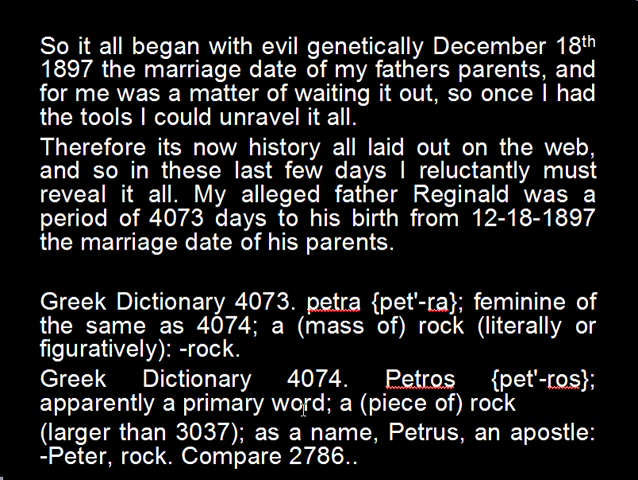 So it all began with evil genetically December 18th
1897 the marriage date of my fathers parents, and
for me was a matter of waiting it out, so once I had
the tools I could unravel it all.
Therefore its now history all laid out on the web,
and so in these last few days I reluctantly must
reveal it all. My alleged father Reginald was a
period of 4073 days to his birth from 12-18-1897
the marriage date of his parents.
Greek Dictionary 4073. petra {pet'-ra}; feminine of
the same as 4074; a (mass of) rock (literally or
figuratively): -rock.
Greek Dictionary 4074. Petros {pet'-ros};
apparently a primary word; a (piece of) rock
(larger than 3037); as a name, Petrus, an apostle:
-Peter, rock. Compare 2786..